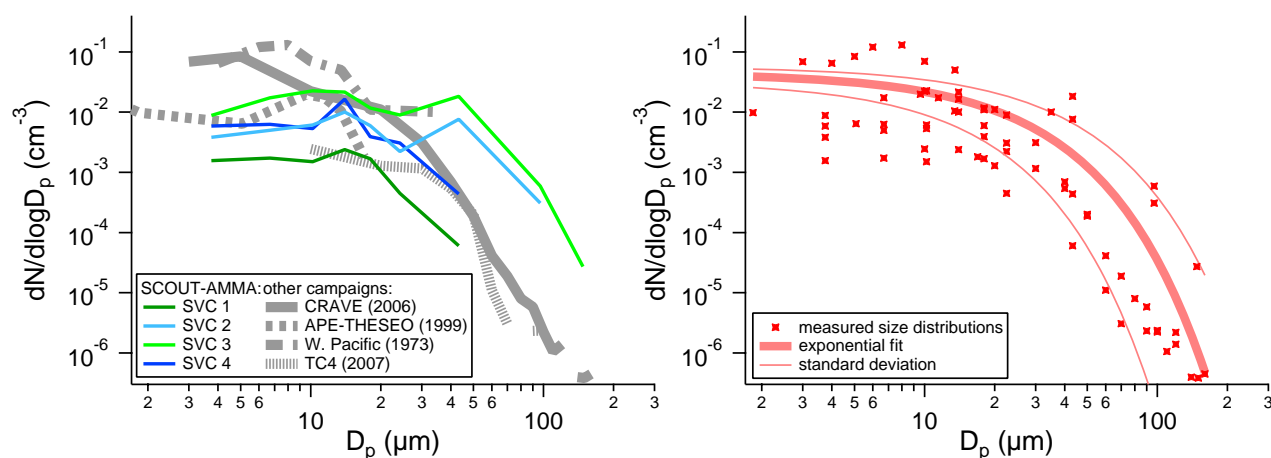 dN/dlogDp (cm-3)
10-1
10-2
10-3
10-4
10-5
10-6
SCOUT-AMMA: other campaigns:
SVC 1 CRAVE (2006)
SVC 2 APE-THESEO (1999)
SVC 3 W. Pacific (1973)
SVC 4 TC4 (2007)
2 3 4 5 6 2 3 4 5 6 2 3
10 100
Dp (µm)
dN/dlogDp (cm-3)
10-1
10-2
10-3
10-4
10-5
10-6
measured size distributions
exponential fit
standard deviation
2 3 4 5 6 2 3 4 5 6 2 3
10 100
Dp (µm)